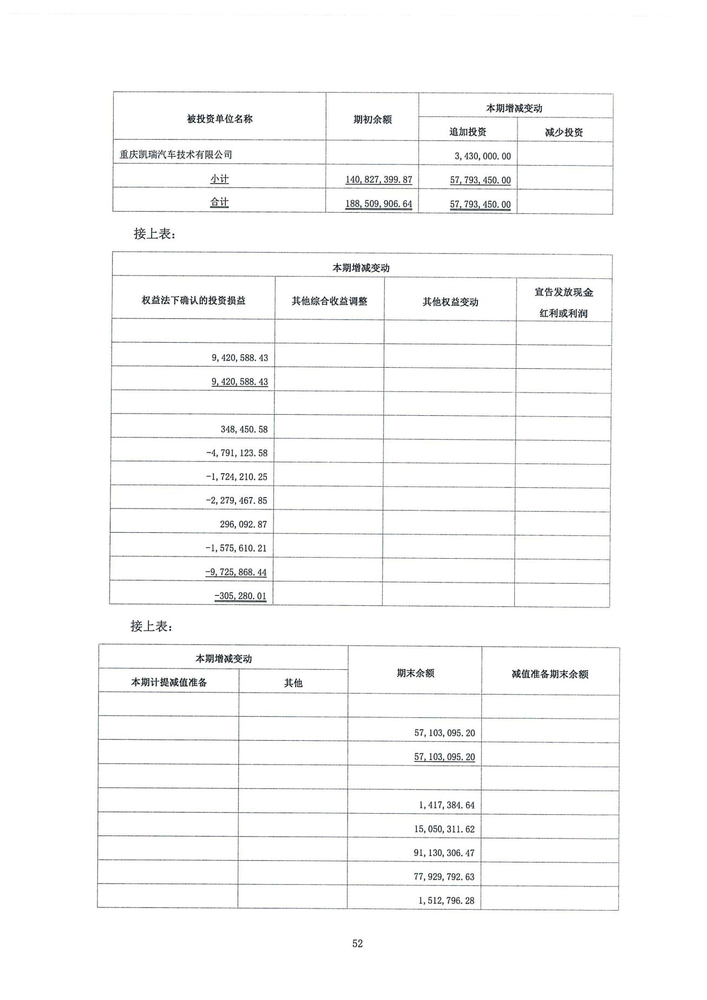 被投资单位名称 期初余额 本期增减变动
追加投资 减少投资
重庆凯瑞汽车技术有限公司 3,430,000.00
小计 140,827,399.87 57,793,450.00
合计 188,509,906.64 57,793,450.00
接上表：
本期增减变动
权益法下确认的投资损益 其他综合收益调整 其他权益变动 宣告发放现金
红利或利润
9,420,588.43
9,420,588.43
348,450.58
-4,791,123.58
-1,724,210.25
-2,279,467.85
296,092.87
-1,575,610.21
-9,725,868.44
-305,280.01
接上表：
本期增减变动 期末余额 减值准备期末余额
本期计提减值准备 其他
57,103,095.20
57,103,095.20
1,417,384.64
15,050,311.62
91,130,306.47
77,929,792.63
1,512,796.28
52